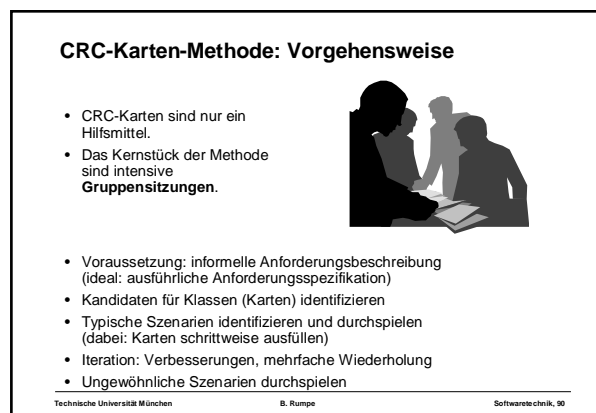 CRC-Karten-Methode: Vorgehensweise
• CRC-Karten sind nur ein
Hilfsmittel.
• Das Kernstück der Methode
sind intensive
Gruppensitzungen.
• Voraussetzung: informelle Anforderungsbeschreibung
(ideal: ausführliche Anforderungsspezifikation)
• Kandidaten für Klassen (Karten) identifizieren
• Typische Szenarien identifizieren und durchspielen
(dabei: Karten schrittweise ausfüllen)
• Iteration: Verbesserungen, mehrfache Wiederholung
• Ungewöhnliche Szenarien durchspielen
Technische Universität München B. Rumpe Softwaretechnik, 90